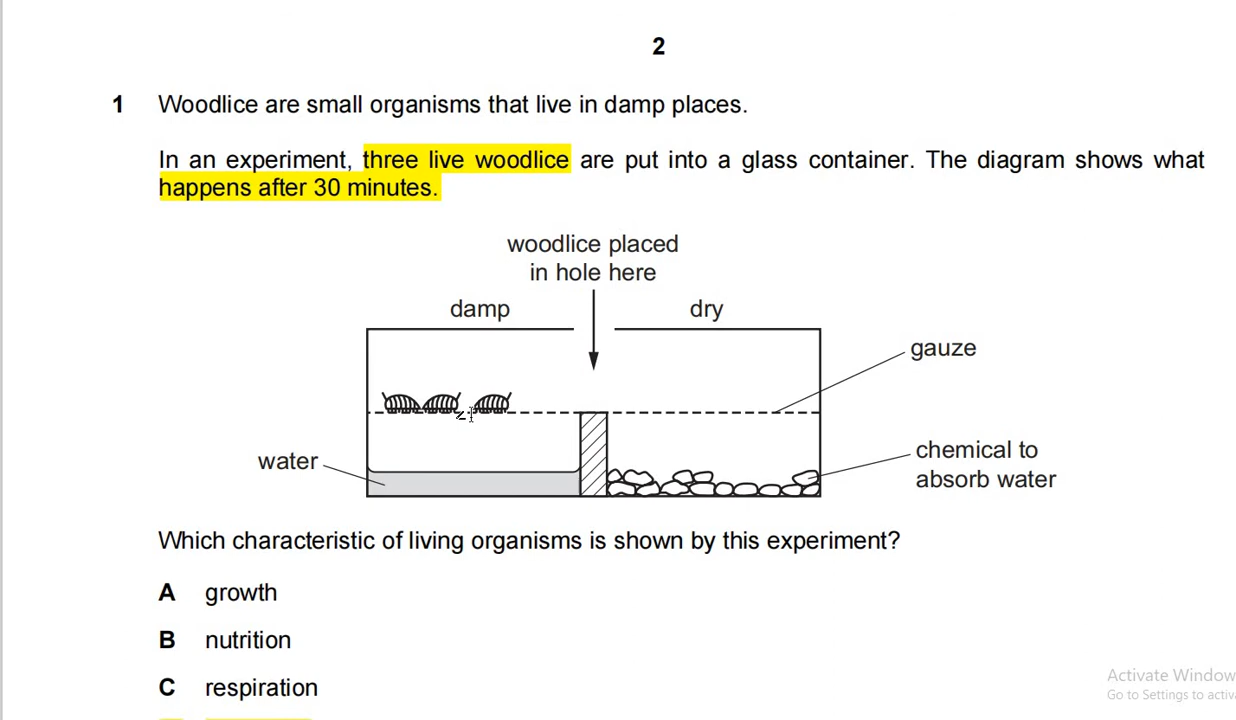 2
1 Woodlice are small organisms that live in damp places.
In an experiment, three live woodlice are put into a glass container. The diagram shows what
happens after 30 minutes.
woodlice placed
in hole here
damp
dry
gauze
water
chemical to
absorb water
Which characteristic of living organisms is shown by this experiment?
A growth
B nutrition
C respiration
Activate Window
Go to Settings to activ